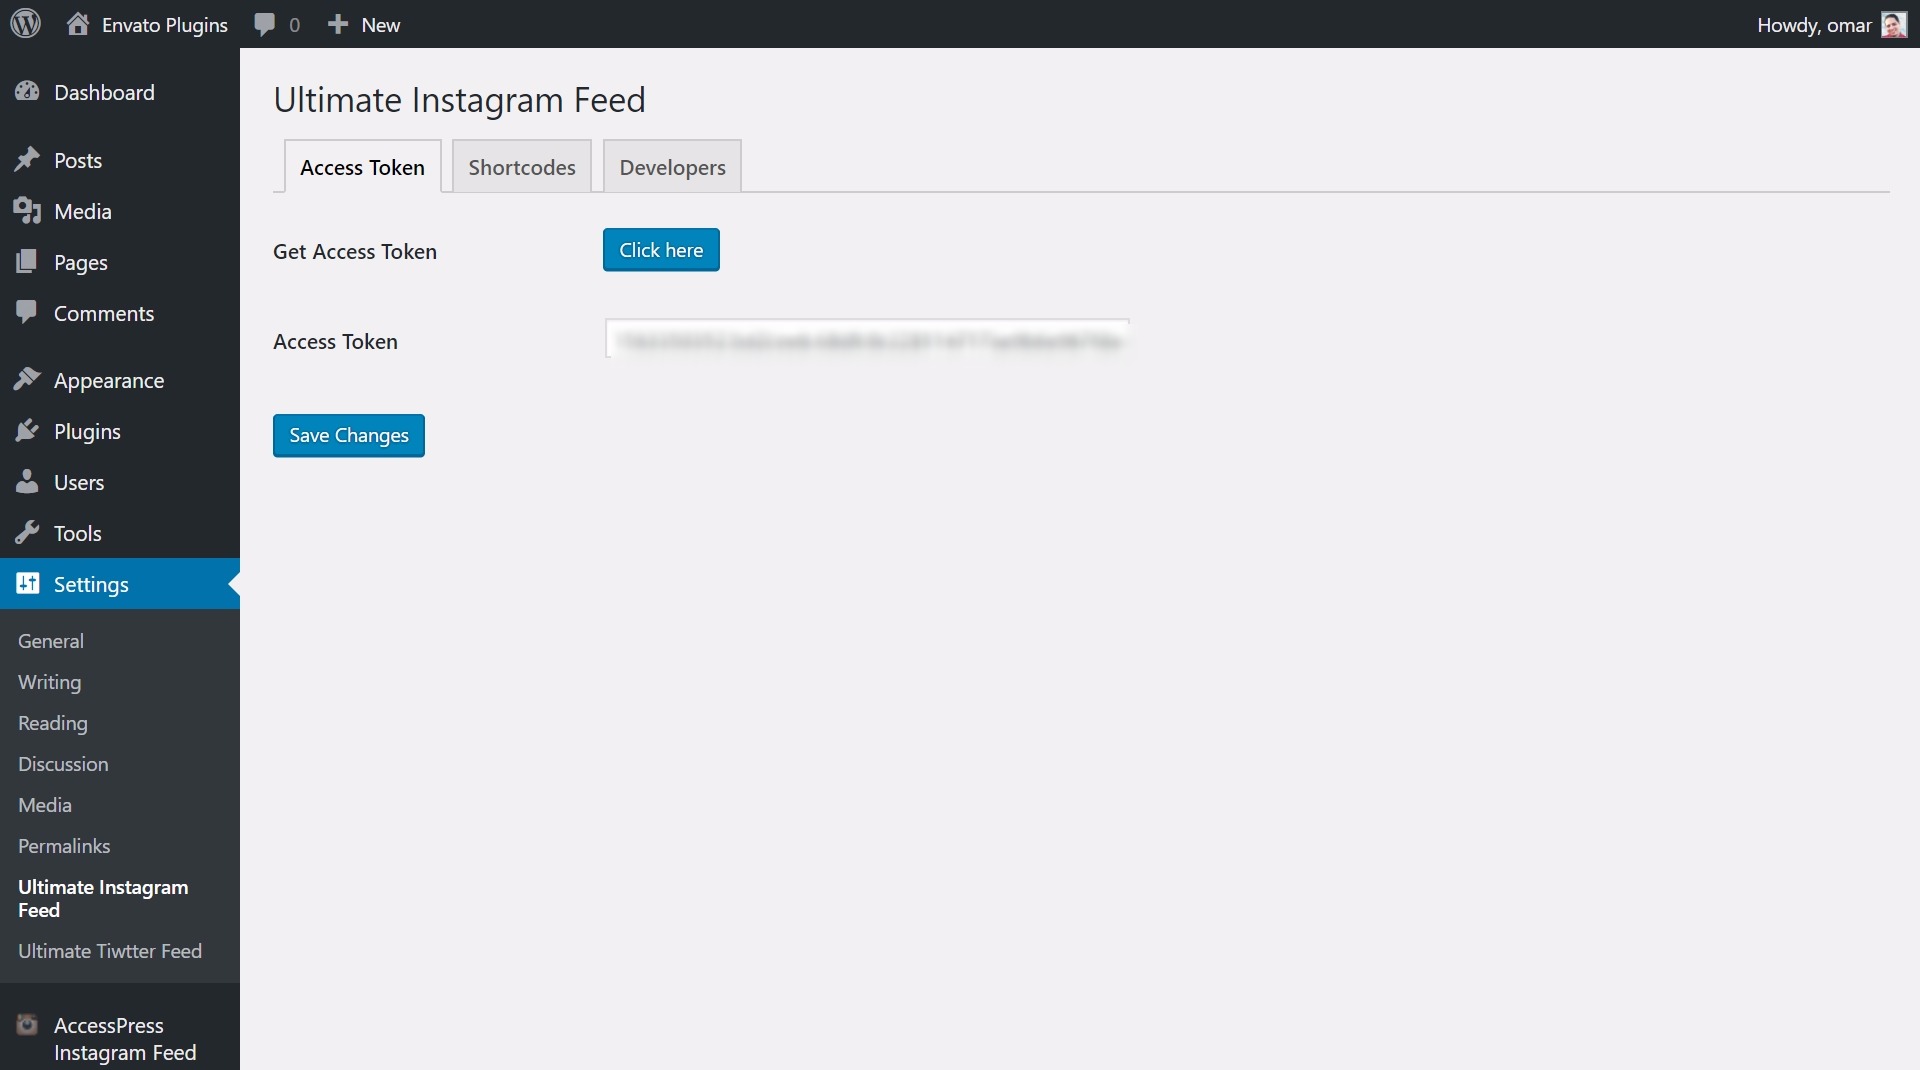 Envato Plugins
0
New
Howdy, omar
Dashboard
Posts
Media
Pages
Comments
Appearance
Plugins
Users
Tools
Settings
General
Writing
Reading
Discussion
Media
Permalinks
Ultimate Instagram
Feed
Ultimate Tiwtter Feed
AccessPress
Instagram Feed
Ultimate Instagram Feed
Access Token
Shortcodes
Developers
Get Access Token
Click here
Access Token
Save Changes